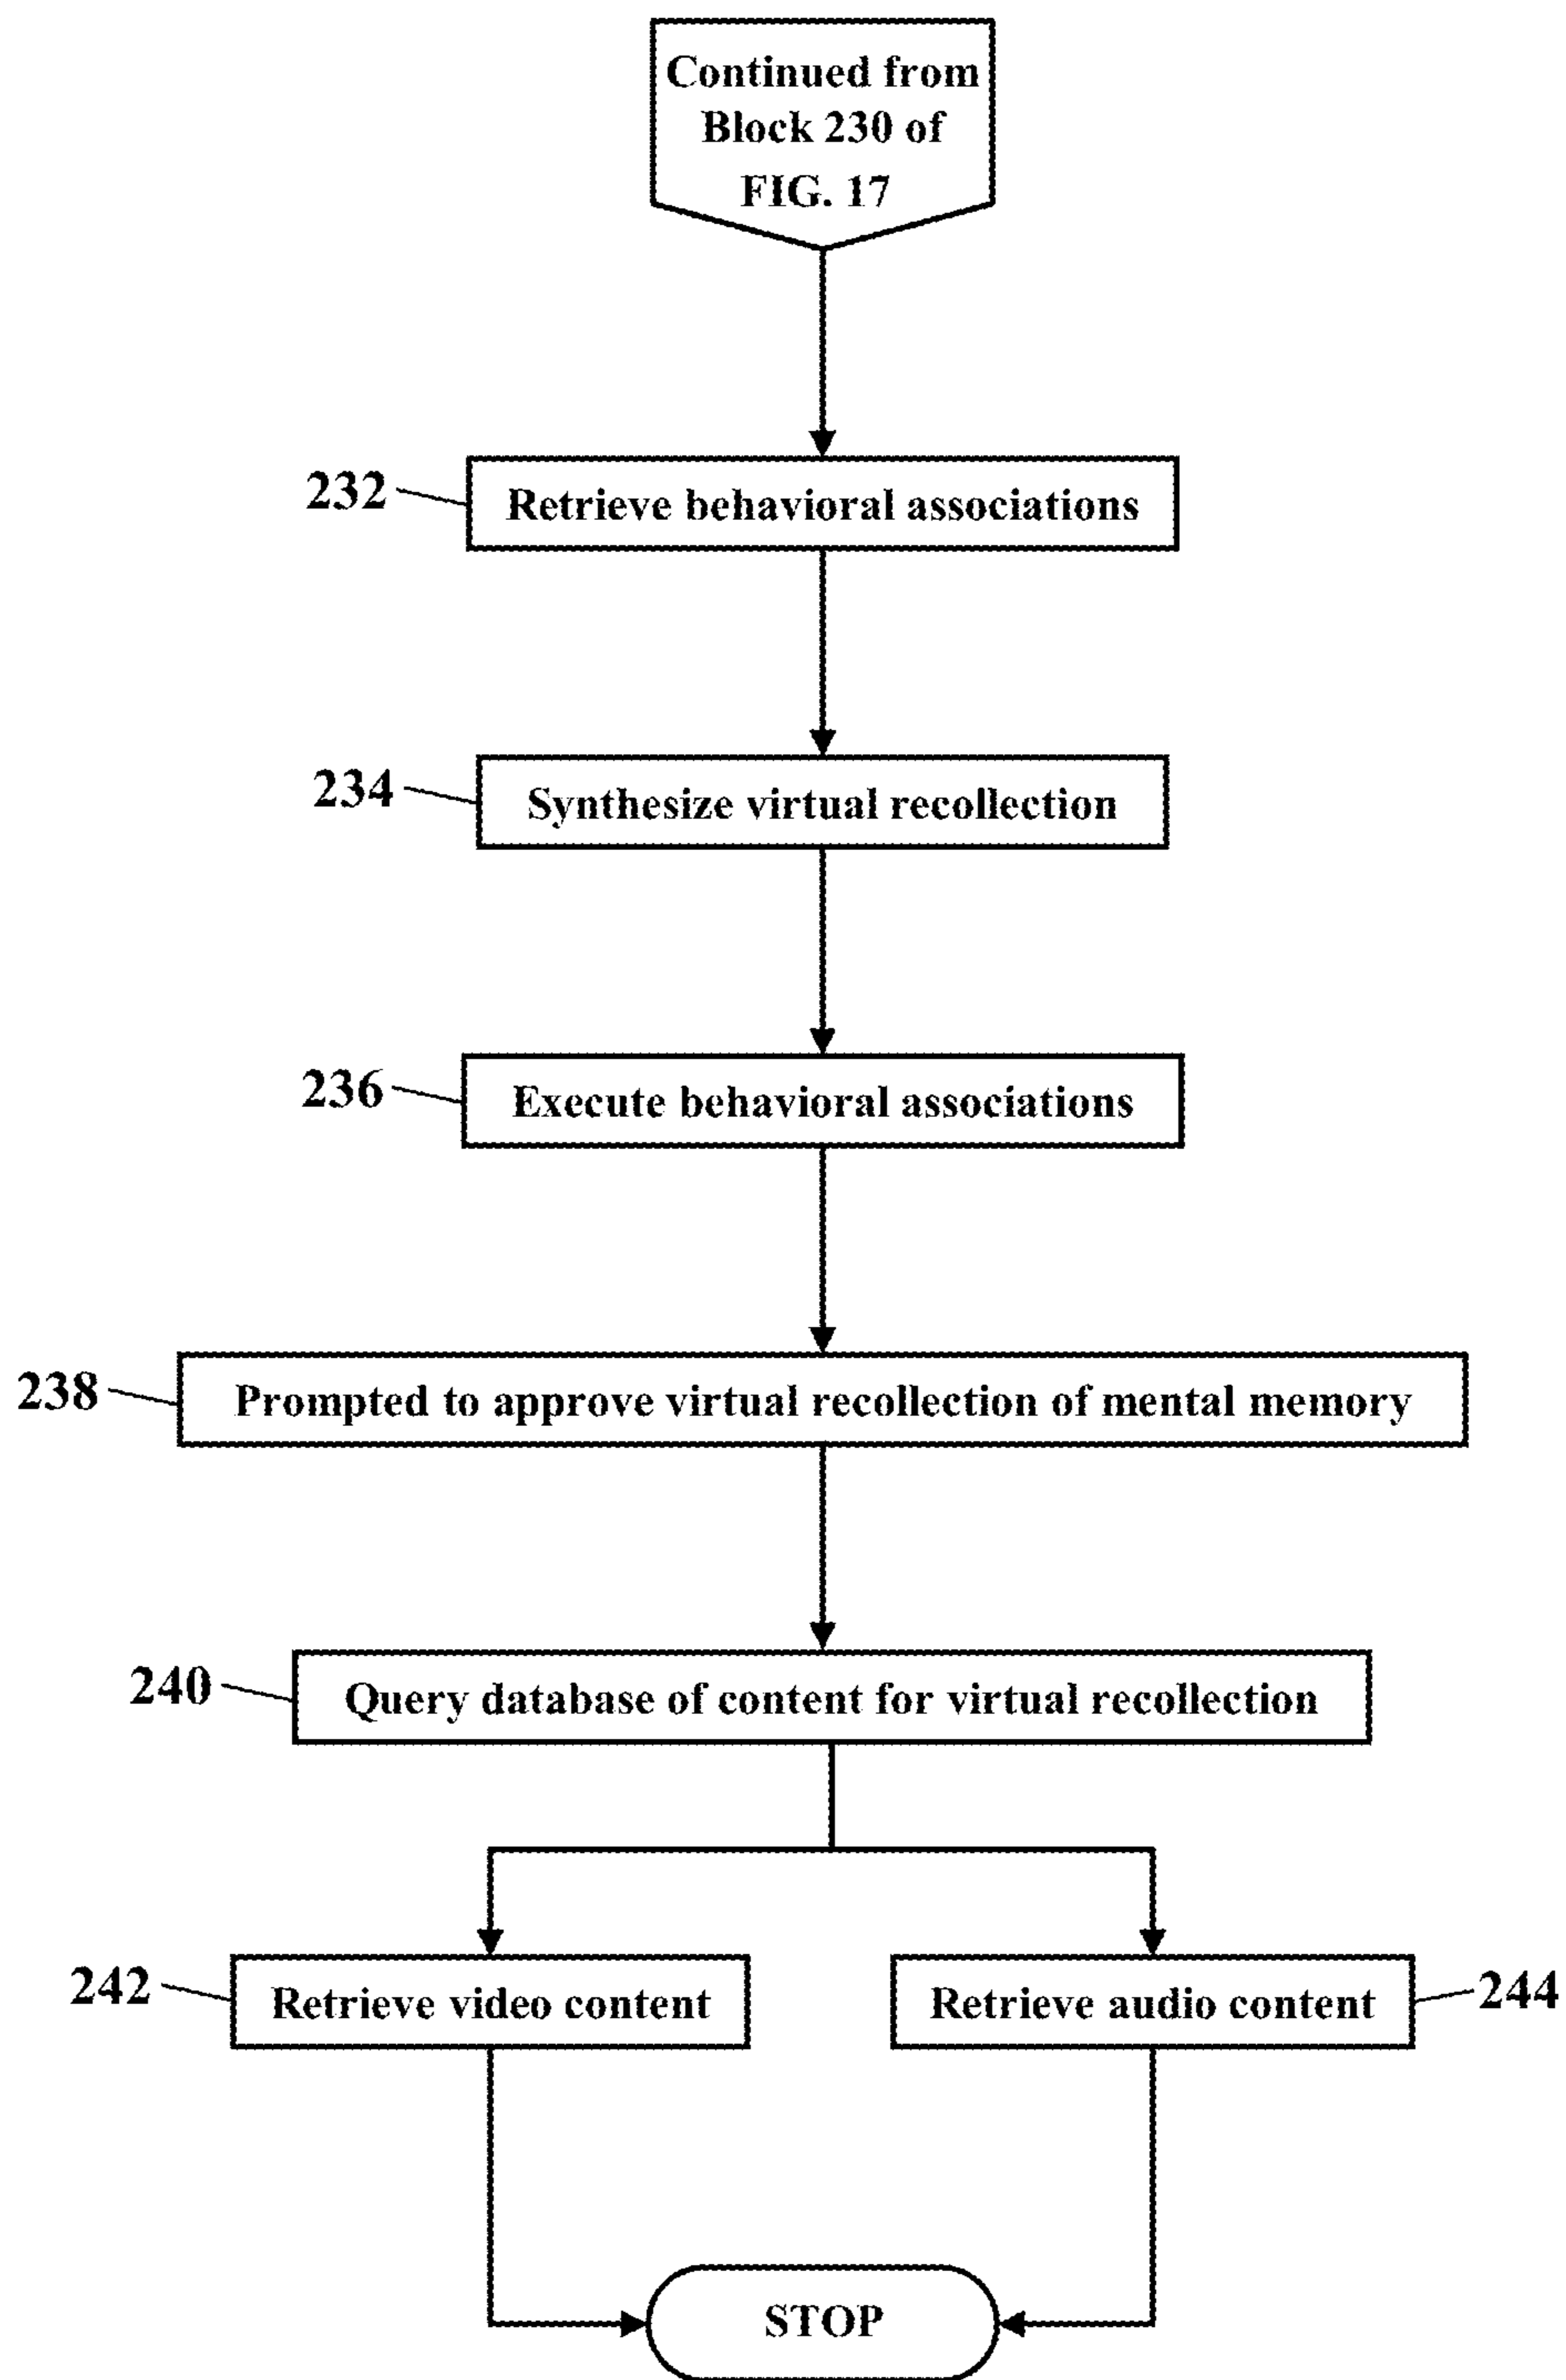 Continued from
Block 230 of
FIG. 17
232
Retrieve behavioral associations
234
Synthesize virtual recollection
236
Execute behavioral associations
238
Prompted to approve virtual recollection of mental memory
240
Query database of content for virtual recollection
242
Retrieve video content
Retrieve audio content
244
STOP